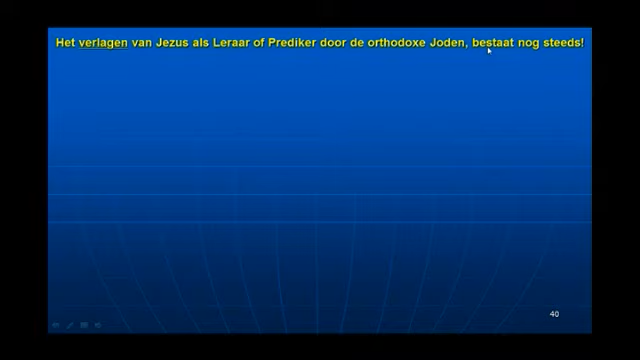 Het verlagen van Jezus als Leraar of Prediker door de orthodoxe Joden, bestaat nog steeds!
40